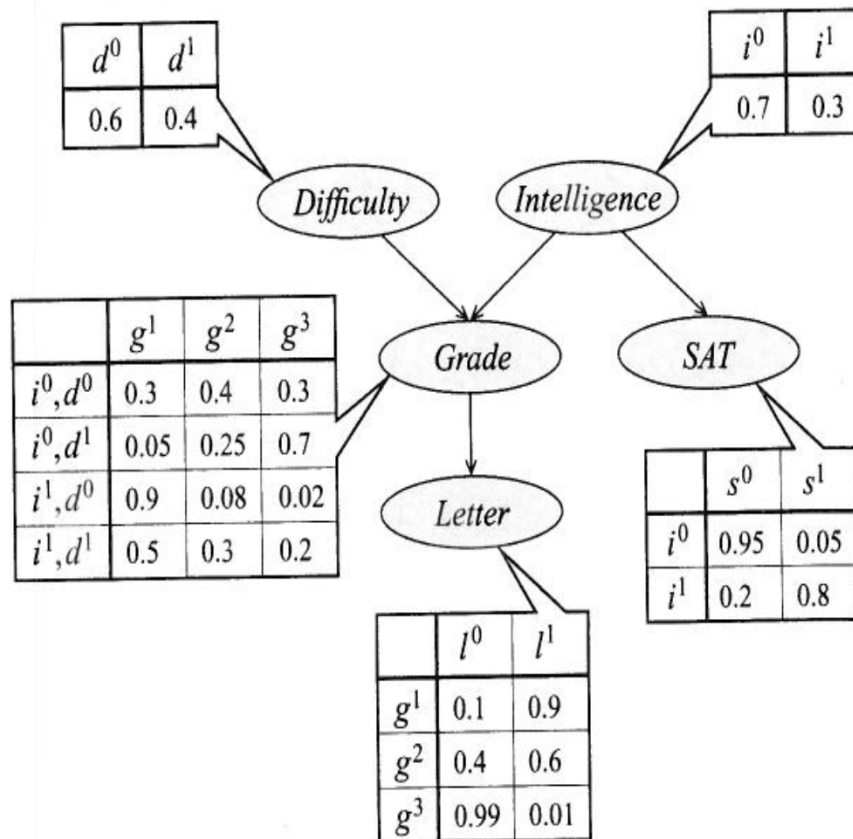 d⁰ d¹
0.6 0.4
i⁰ i¹
0.7 0.3
Difficulty
Intelligence
g¹ g² g³
i⁰,d⁰ 0.3 0.4 0.3
i⁰,d¹ 0.05 0.25 0.7
i¹,d⁰ 0.9 0.08 0.02
i¹,d¹ 0.5 0.3 0.2
Grade
SAT
Letter
s⁰ s¹
i⁰ 0.95 0.05
i¹ 0.2 0.8
l⁰ l¹
g¹ 0.1 0.9
g² 0.4 0.6
g³ 0.99 0.01